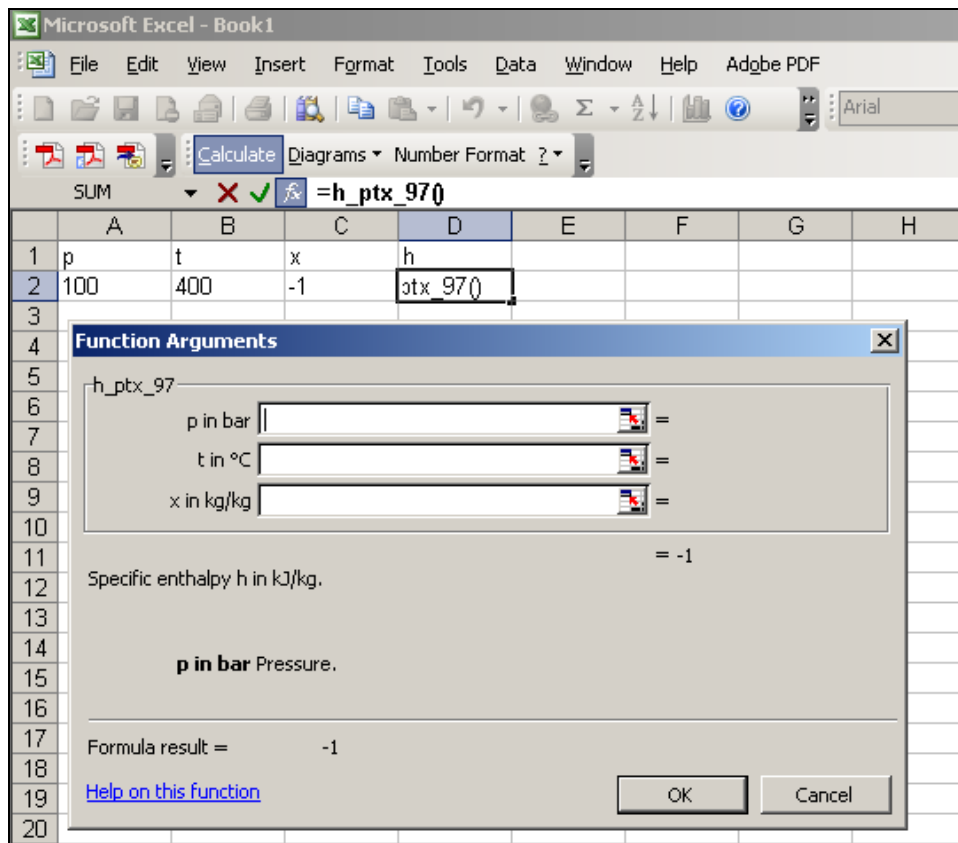 Microsoft Excel - Book1
File Edit View Insert Format Tools Data Window Help Adobe PDF
Σ A Z Arial
Calculate Diagrams Number Format ?
SUM fx =h_ptx_97()
A B C D E F G H
1 p t x h
2 100 400 -1 otx_97()
3
4 Function Arguments
5 h_ptx_97
6 p in bar =
7
8 t in °C =
9 x in kg/kg =
10
11 = -1
12 Specific enthalpy h in kJ/kg.
13
14
15 p in bar Pressure.
16
17 Formula result = -1
18
19 Help on this function OK Cancel
20